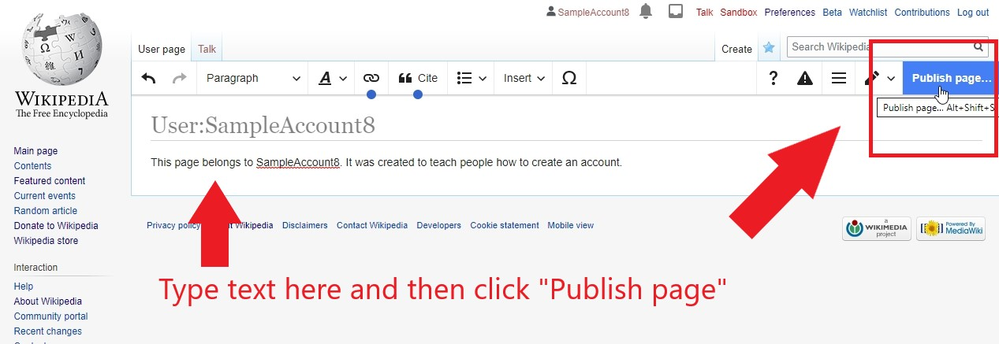 SampleAccount8 Talk Sandbox Preferences Beta Watchlist Contributions Log out
User page Talk Create Search Wikipedia
Paragraph A Cite Insert Ω ? Publish page...
Publish page... Alt+Shift+S
WIKIPEDIA
The Free Encyclopedia
User:SampleAccount8
This page belongs to SampleAccount8. It was created to teach people how to create an account.
Main page
Contents
Featured content
Current events
Random article
Donate to Wikipedia
Wikipedia store
Interaction
Help
About Wikipedia
Community portal
Recent changes
Privacy policy Wikipedia Disclaimers Contact Wikipedia Developers Cookie statement Mobile view
a
WIKIMEDIA
project
Powered By
MediaWiki
Type text here and then click "Publish page"